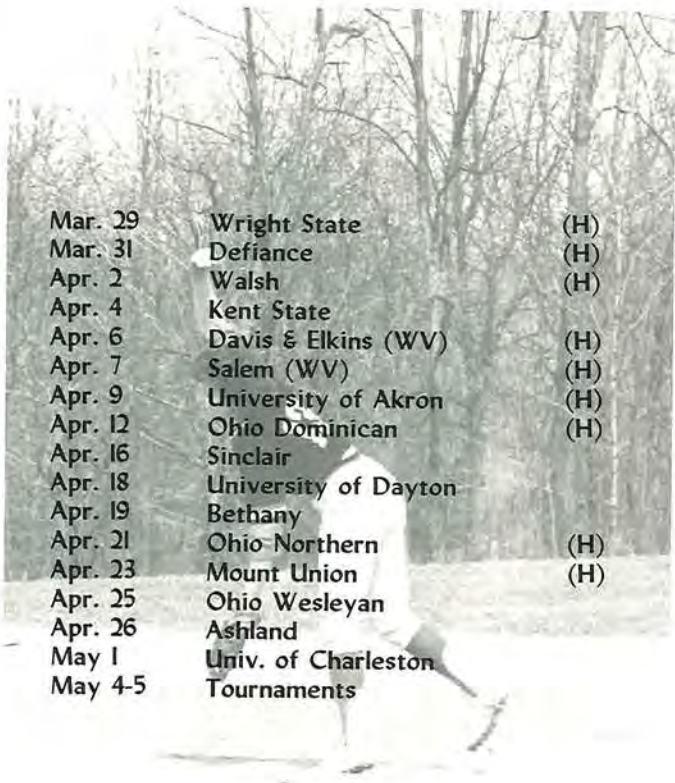 Mar. 29 Wright State (H)
Mar. 31 Defiance (H)
Apr. 2 Walsh (H)
Apr. 4 Kent State
Apr. 6 Davis & Elkins (WV) (H)
Apr. 7 Salem (WV) (H)
Apr. 9 University of Akron (H)
Apr. 12 Ohio Dominican (H)
Apr. 16 Sinclair
Apr. 18 University of Dayton
Apr. 19 Bethany
Apr. 21 Ohio Northern (H)
Apr. 23 Mount Union (H)
Apr. 25 Ohio Wesleyan
Apr. 26 Ashland
May 1 Univ. of Charleston
May 4-5 Tournaments